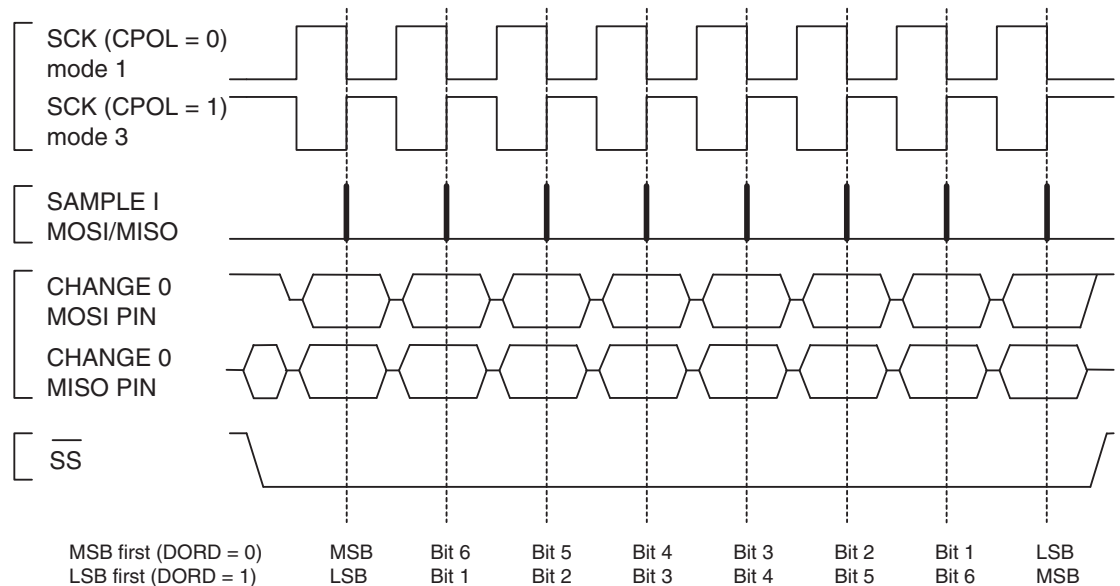 SCK (CPOL = 0)
mode 1
SCK (CPOL = 1)
mode 3
SAMPLE I
MOSI/MISO
CHANGE 0
MOSI PIN
CHANGE 0
MISO PIN
SS
MSB first (DORD = 0) MSB Bit 6 Bit 5 Bit 4 Bit 3 Bit 2 Bit 1 LSB
LSB first (DORD = 1) LSB Bit 1 Bit 2 Bit 3 Bit 4 Bit 5 Bit 6 MSB